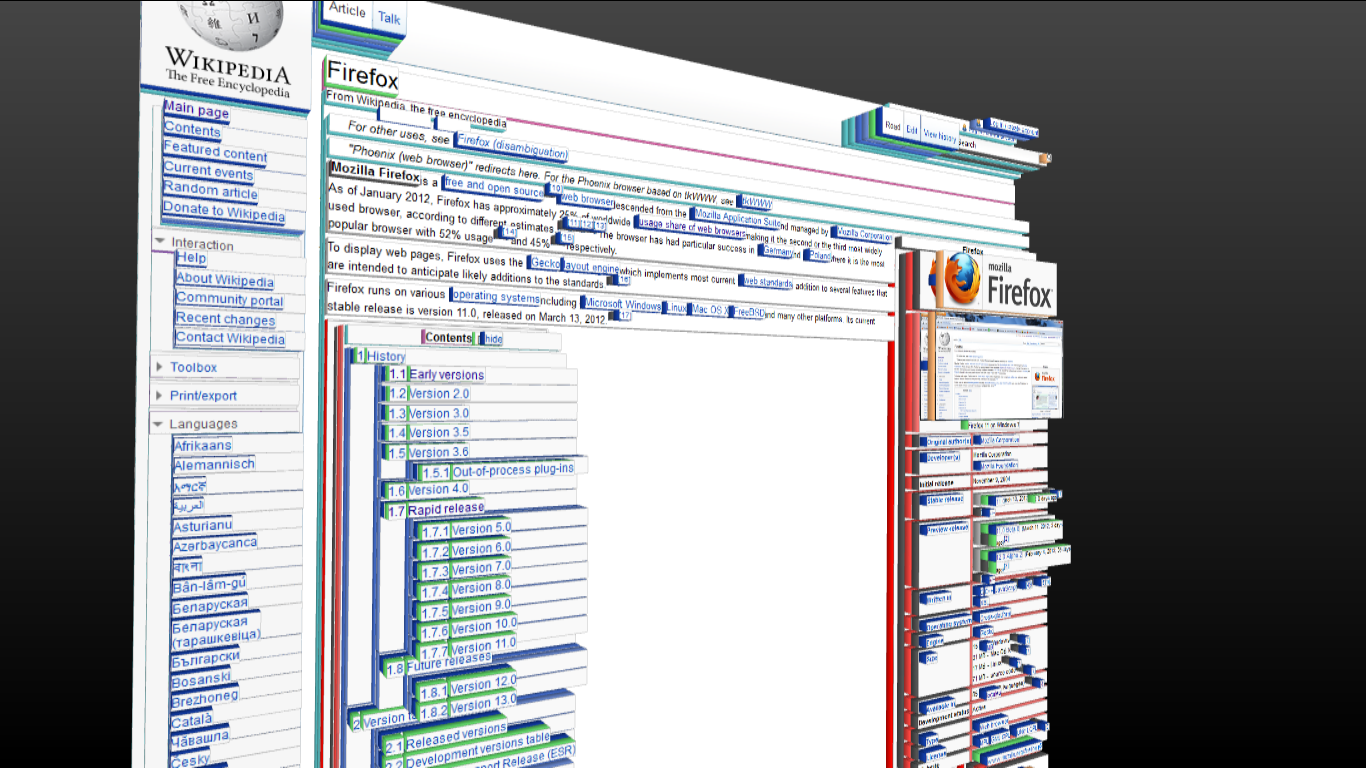 Article Talk
Read Edit View history Search
WIKIPEDIA
The Free Encyclopedia
Main page
Contents
Featured content
Current events
Random article
Donate to Wikipedia
Interaction
Help
About Wikipedia
Community portal
Recent changes
Contact Wikipedia
Toolbox
Print/export
Languages
Afrikaans
Alemannisch
አማርኛ
العربية
Asturianu
Azərbaycanca
বাংলা
Bân-lâm-gú
Беларуская
Беларуская
(тарашкевіца)
Български
Bosanski
Brezhoneg
Català
Чӑвашла
Česky
Firefox
From Wikipedia, the free encyclopedia
For other uses, see Firefox (disambiguation)
"Phoenix (web browser)" redirects here. For the Phoenix browser based on tkWWW, see tkWWW
Mozilla Firefox is a free and open source web browser descended from the Mozilla Application Suite and managed by Mozilla Corporation
As of January 2012, Firefox has approximately 25% of worldwide usage share of web browsers making it the second or the third most widely
used browser, according to different estimates [11][12][13] The browser has had particular success in Germany and Poland where it is the most
popular browser with 52% usage [14] and 45% [15] respectively.
To display web pages, Firefox uses the Gecko layout engine which implements most current web standards addition to several features that
are intended to anticipate likely additions to the standards [16]
Firefox runs on various operating systems including Microsoft Windows Linux Mac OS X FreeBSD and many other platforms. Its current
stable release is version 11.0, released on March 13, 2012. [17]
Contents hide
1 History
1.1 Early versions
1.2 Version 2.0
1.3 Version 3.0
1.4 Version 3.5
1.5 Version 3.6
1.5.1 Out-of-process plug-ins
1.6 Version 4.0
1.7 Rapid release
1.7.1 Version 5.0
1.7.2 Version 6.0
1.7.3 Version 7.0
1.7.4 Version 8.0
1.7.5 Version 9.0
1.7.6 Version 10.0
1.7.7 Version 11.0
1.8 Future releases
1.8.1 Version 12.0
1.8.2 Version 13.0
2 Version
2.1 Released versions
2.2 Development versions table
Release (ESR)
Firefox
mozilla
Firefox
Firefox 11 on Windows 7
Original author(s) Mozilla Corporation
Developer(s) Mozilla Corporation
Mozilla Foundation
Initial release November 9, 2004
Stable release
Preview release
Written in
Operating system
Engine
Size
Available in
Development status Active
Type
License